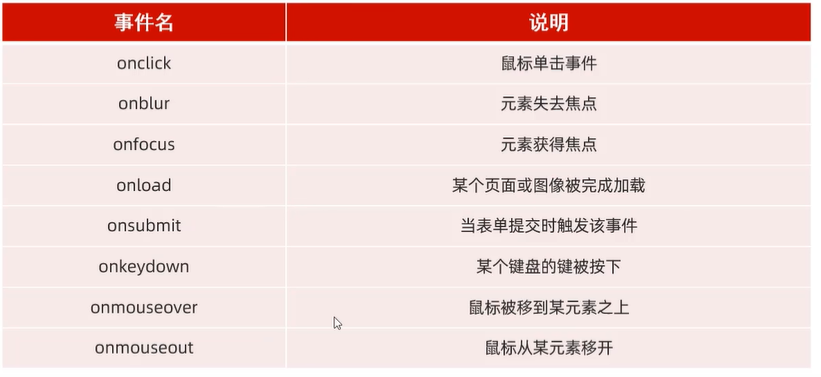 事件名 说明
onclick 鼠标单击事件
onblur 元素失去焦点
onfocus 元素获得焦点
onload 某个页面或图像被完成加载
onsubmit 当表单提交时触发该事件
onkeydown 某个键盘的键被按下
onmouseover 鼠标被移到某元素之上
onmouseout 鼠标从某元素移开